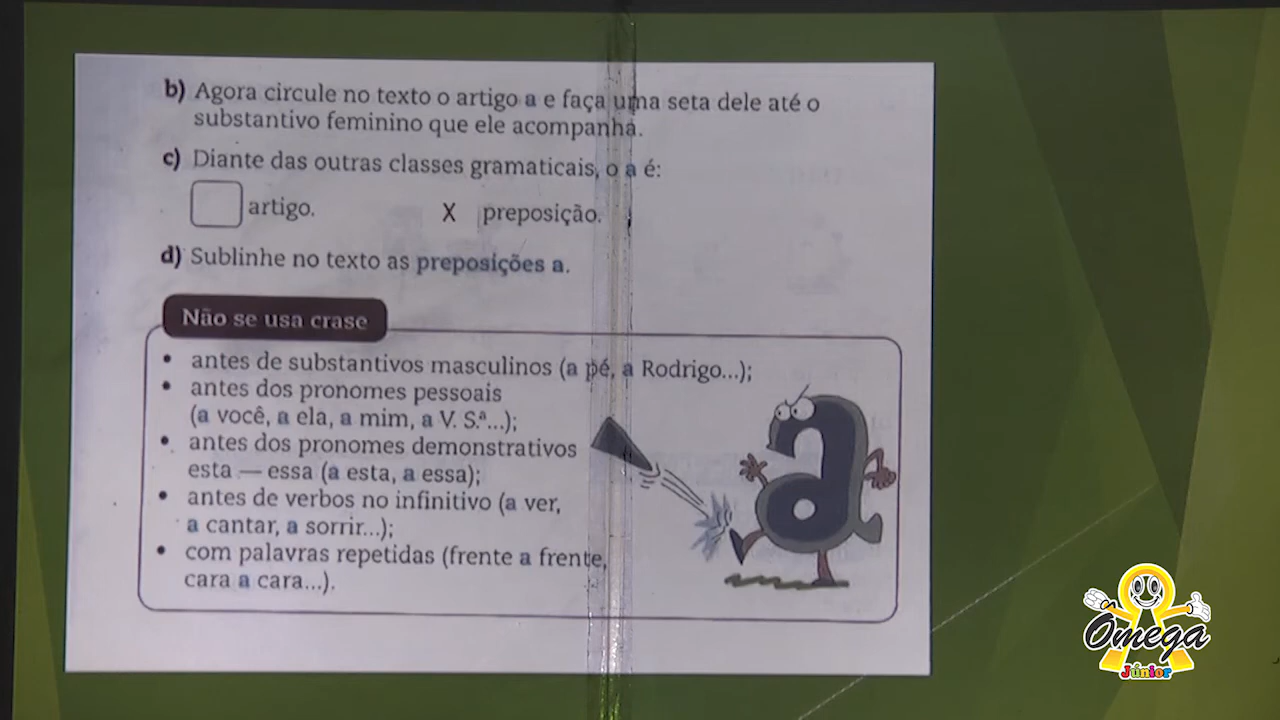 b) Agora circule no texto o artigo a e faça uma seta dele até o
substantivo feminino que ele acompanha.
c) Diante das outras classes gramaticais, o a é:
artigo. X preposição.
d) Sublinhe no texto as preposições a.
Não se usa crase
• antes de substantivos masculinos (a pé, a Rodrigo...);
• antes dos pronomes pessoais
(a você, a ela, a mim, a V. S.ª...);
• antes dos pronomes demonstrativos
esta — essa (a esta, a essa);
• antes de verbos no infinitivo (a ver,
a cantar, a sorrir...);
• com palavras repetidas (frente a frente,
cara a cara...).
a
Ômega
Júnior